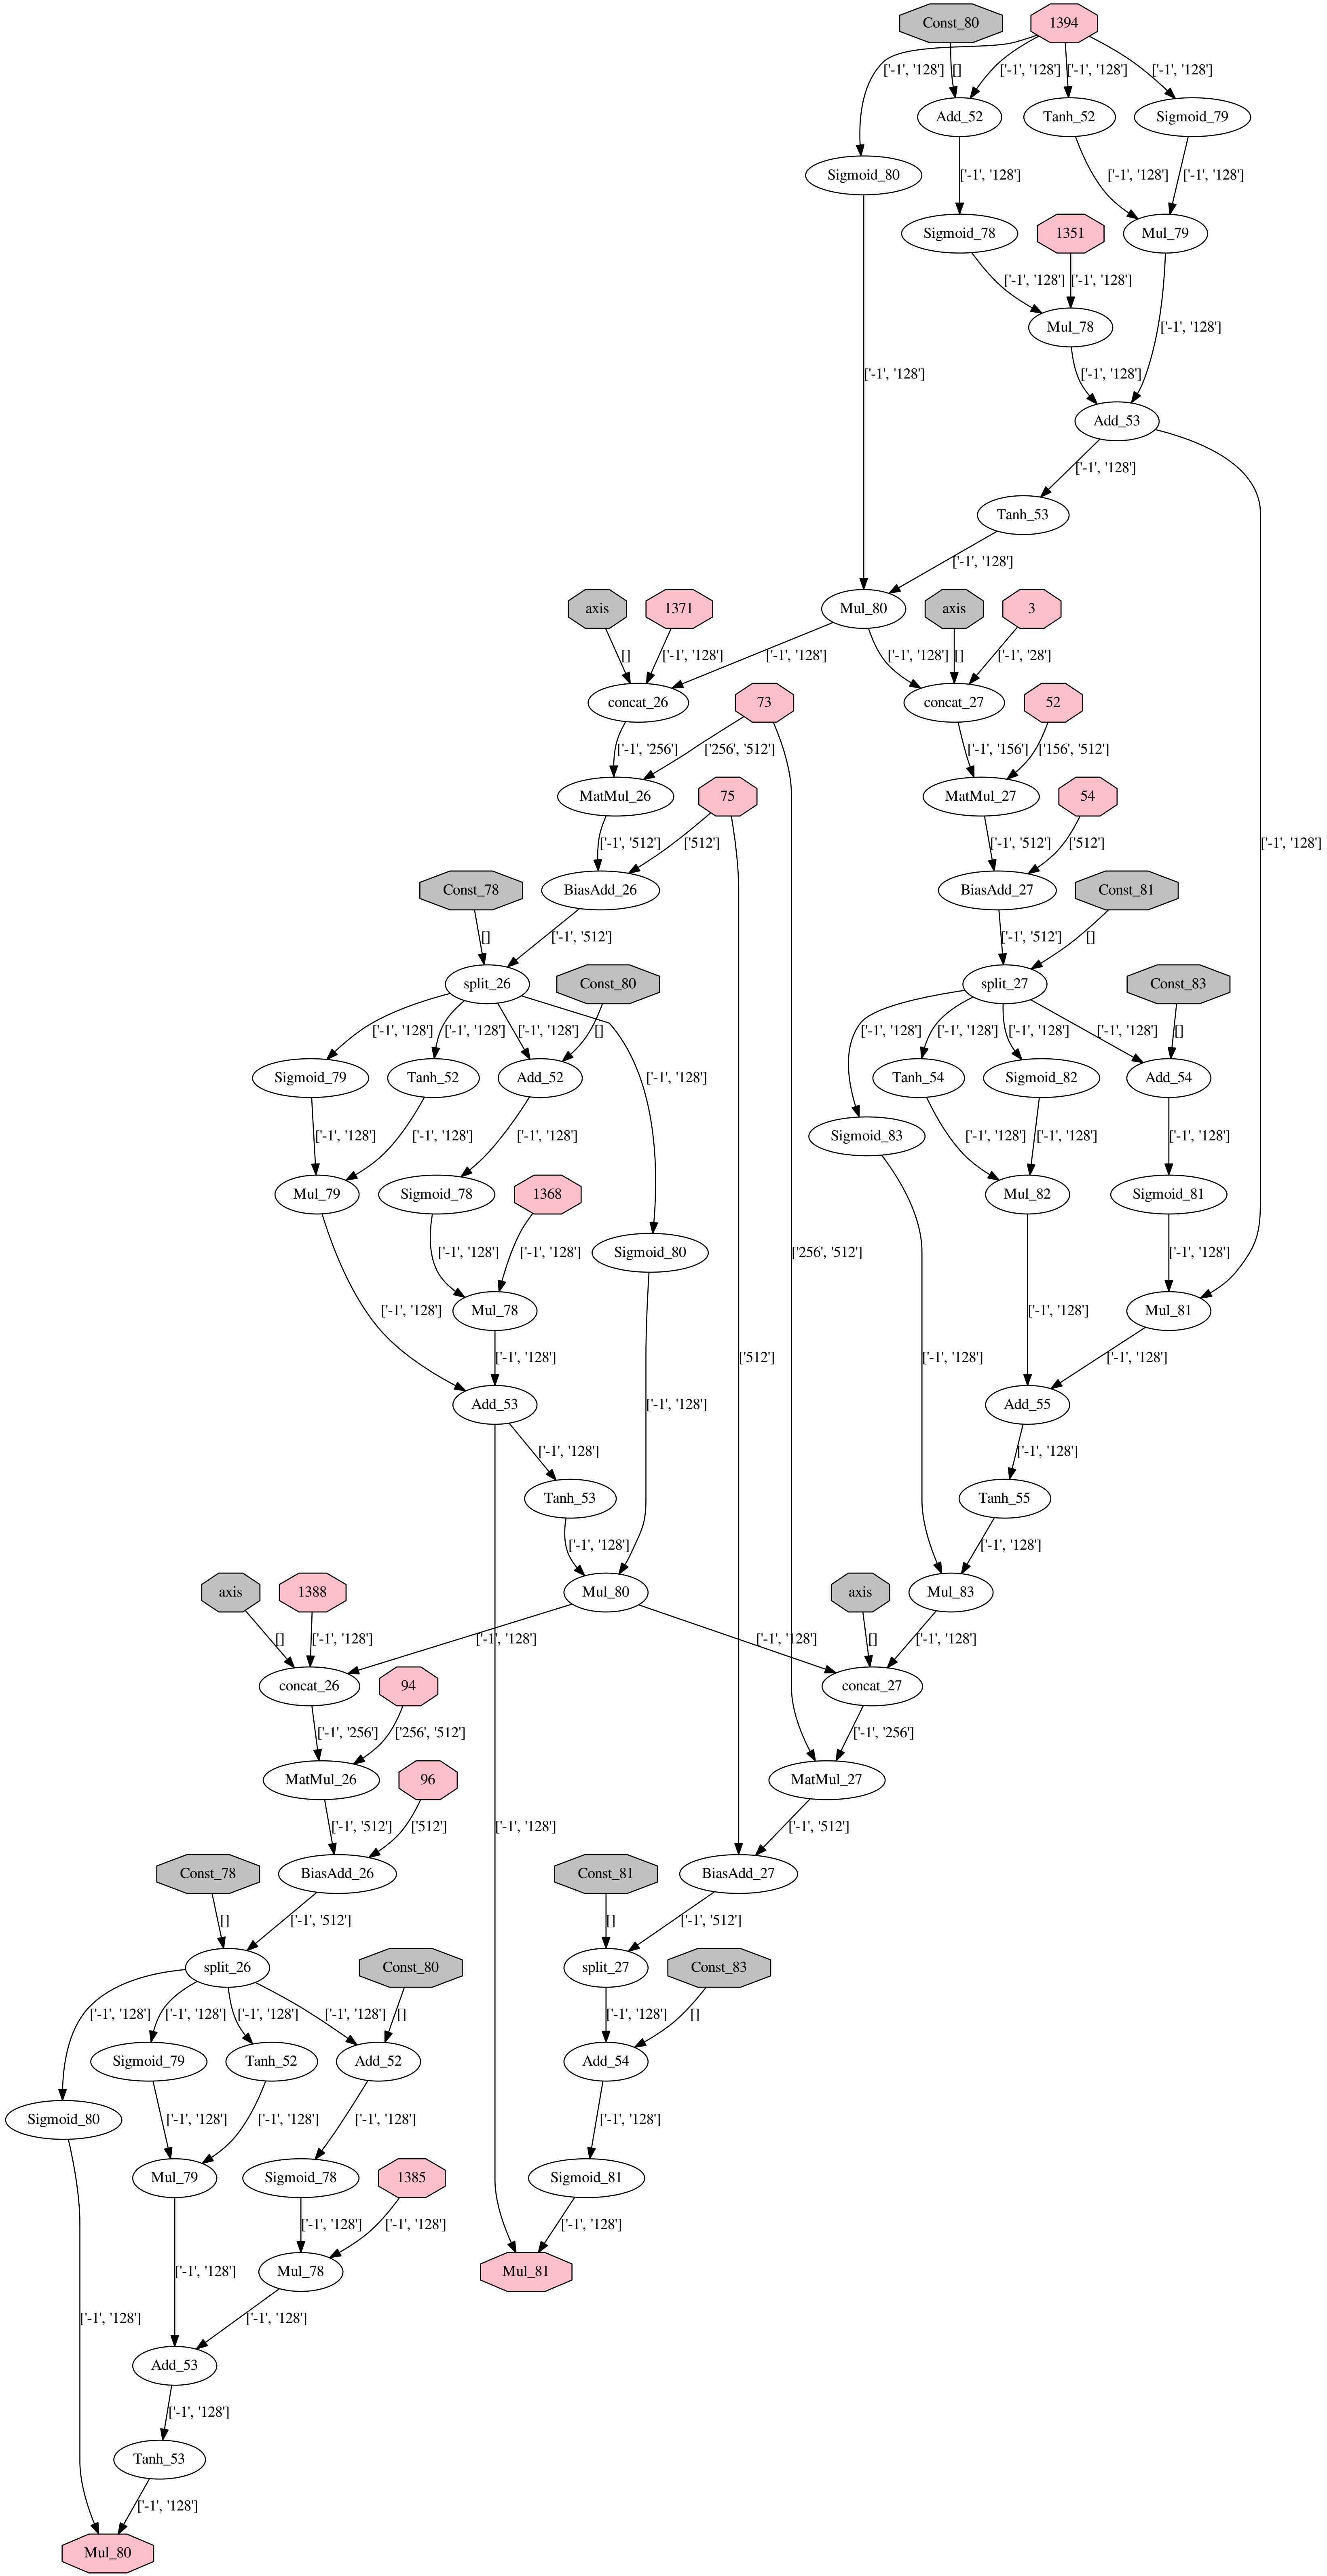 Const_80 1394
['-1', '128'] [] ['-1', '128'] ['-1', '128'] ['-1', '128']
Add_52 Tanh_52 Sigmoid_79
Sigmoid_80 ['-1', '128'] ['-1', '128'] ['-1', '128']
Sigmoid_78 1351 Mul_79
['-1', '128'] ['-1', '128']
Mul_78 ['-1', '128']
['-1', '128'] ['-1', '128']
Add_53
['-1', '128']
Tanh_53
['-1', '128']
axis 1371 Mul_80 axis 3
[] ['-1', '128'] ['-1', '128'] ['-1', '128'] [] ['-1', '28']
concat_26 73 concat_27 52
['-1', '256'] ['256', '512'] ['-1', '156'] ['156', '512']
MatMul_26 75 MatMul_27 54
['-1', '512'] ['512'] ['-1', '512'] ['512'] ['-1', '128']
Const_78 BiasAdd_26 BiasAdd_27 Const_81
[] ['-1', '512'] ['-1', '512'] []
split_26 Const_80 split_27 Const_83
['-1', '128'] ['-1', '128'] ['-1', '128'] [] ['-1', '128'] ['-1', '128'] ['-1', '128'] ['-1', '128'] []
Sigmoid_79 Tanh_52 Add_52 ['-1', '128'] Tanh_54 Sigmoid_82 Add_54
['-1', '128'] ['-1', '128'] ['-1', '128'] Sigmoid_83 ['-1', '128'] ['-1', '128'] ['-1', '128']
Mul_79 Sigmoid_78 1368 Mul_82 Sigmoid_81
['-1', '128'] ['-1', '128'] Sigmoid_80 ['256', '512'] ['-1', '128']
['-1', '128'] Mul_78 ['-1', '128'] Mul_81
['-1', '128'] ['512'] ['-1', '128'] ['-1', '128']
Add_53 ['-1', '128'] Add_55
['-1', '128'] ['-1', '128']
Tanh_53 Tanh_55
['-1', '128'] ['-1', '128']
axis 1388 Mul_80 axis Mul_83
[] ['-1', '128'] ['-1', '128'] ['-1', '128'] [] ['-1', '128']
concat_26 94 concat_27
['-1', '256'] ['256', '512'] ['-1', '256']
MatMul_26 96 MatMul_27
['-1', '512'] ['512'] ['-1', '128'] ['-1', '512']
Const_78 BiasAdd_26 Const_81 BiasAdd_27
[] ['-1', '512'] [] ['-1', '512']
split_26 Const_80 split_27 Const_83
['-1', '128'] ['-1', '128'] ['-1', '128'] ['-1', '128'] [] ['-1', '128'] []
Sigmoid_79 Tanh_52 Add_52 Add_54
Sigmoid_80 ['-1', '128'] ['-1', '128'] ['-1', '128'] ['-1', '128']
Mul_79 Sigmoid_78 1385 Sigmoid_81
['-1', '128'] ['-1', '128'] ['-1', '128']
['-1', '128'] Mul_78 Mul_81
['-1', '128'] ['-1', '128']
Add_53
['-1', '128']
Tanh_53
['-1', '128']
Mul_80